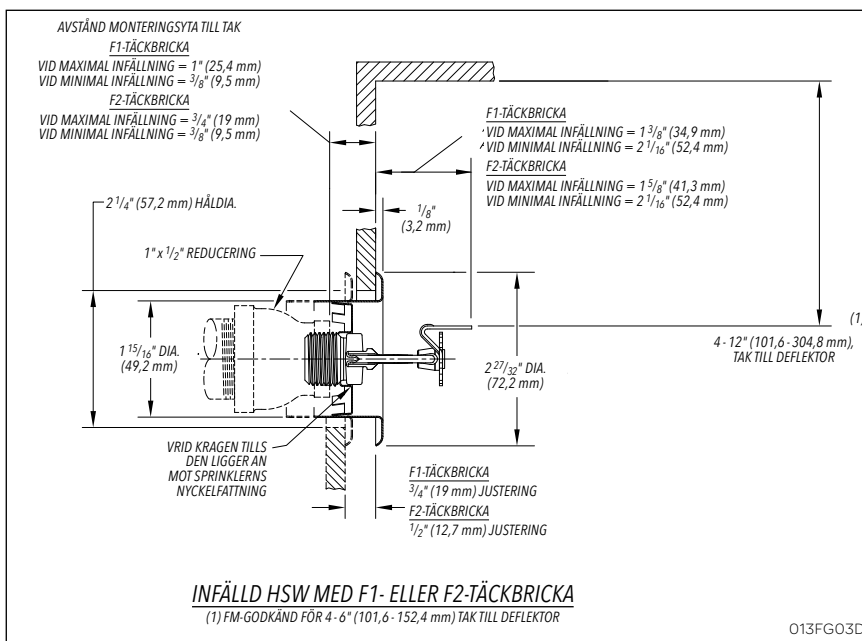 AVSTÅND MONTERINGSYTA TILL TAK
F1-TÄCKBRICKA
VID MAXIMAL INFÄLLNING = 1" (25,4 mm)
VID MINIMAL INFÄLLNING = 3/8" (9,5 mm)
F2-TÄCKBRICKA
VID MAXIMAL INFÄLLNING = 3/4" (19 mm)
VID MINIMAL INFÄLLNING = 3/8" (9,5 mm)
F1-TÄCKBRICKA
VID MAXIMAL INFÄLLNING = 1 3/8" (34,9 mm)
VID MINIMAL INFÄLLNING = 2 1/16" (52,4 mm)
F2-TÄCKBRICKA
VID MAXIMAL INFÄLLNING = 1 5/8" (41,3 mm)
VID MINIMAL INFÄLLNING = 2 1/16" (52,4 mm)
2 1/4" (57,2 mm) HÅLDIA.
1/8"
(3,2 mm)
1" x 1/2" REDUCERING
(1)
4 - 12" (101,6 - 304,8 mm),
TAK TILL DEFLEKTOR
1 15/16" DIA.
(49,2 mm)
2 27/32" DIA.
(72,2 mm)
VRID KRAGEN TILLS
DEN LIGGER AN
MOT SPRINKLERNS
NYCKELFATTNING
F1-TÄCKBRICKA
3/4" (19 mm) JUSTERING
F2-TÄCKBRICKA
1/2" (12,7 mm) JUSTERING
INFÄLLD HSW MED F1- ELLER F2-TÄCKBRICKA
(1) FM-GODKÄND FÖR 4 - 6" (101,6 - 152,4 mm) TAK TILL DEFLEKTOR
013FG03D